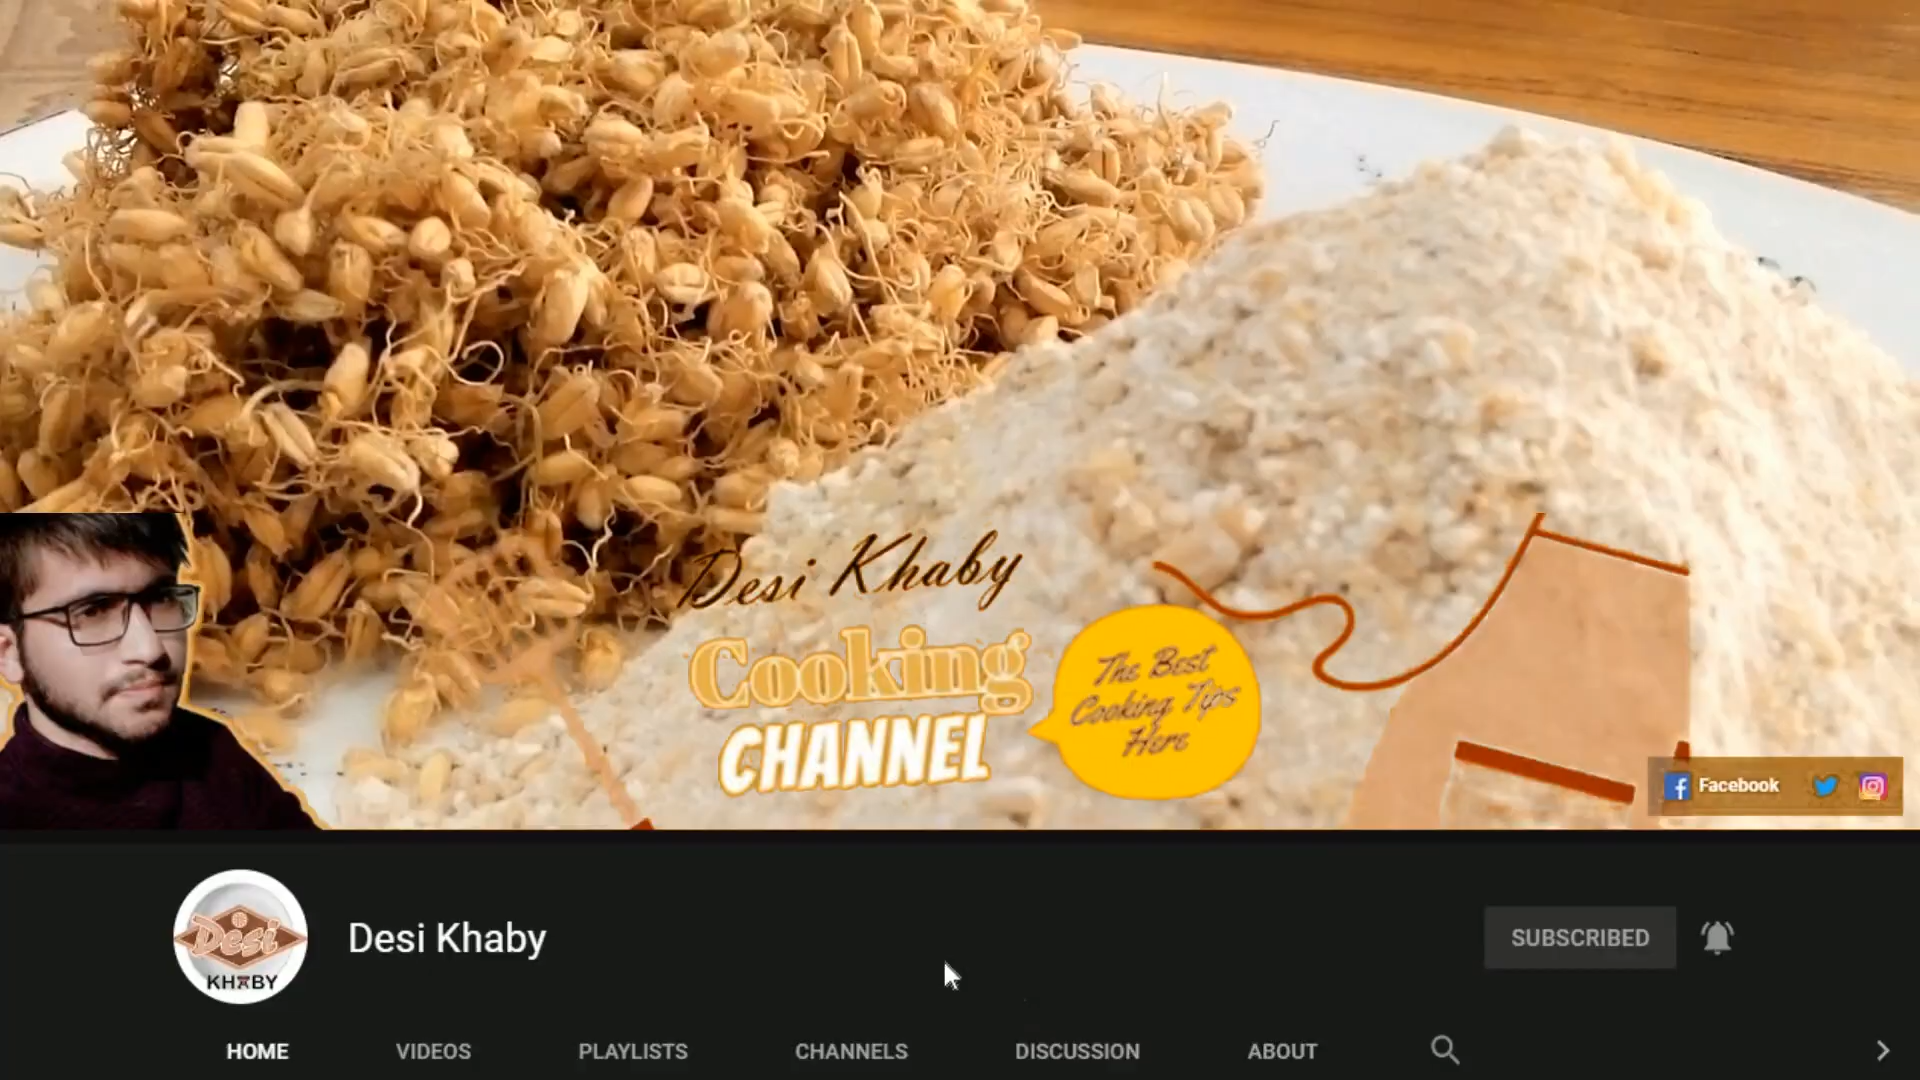 Desi Khaby
Cooking
CHANNEL
The Best
Cooking Tips
Here
Facebook
Desi
KHABY
Desi Khaby
SUBSCRIBED
HOME VIDEOS PLAYLISTS CHANNELS DISCUSSION ABOUT